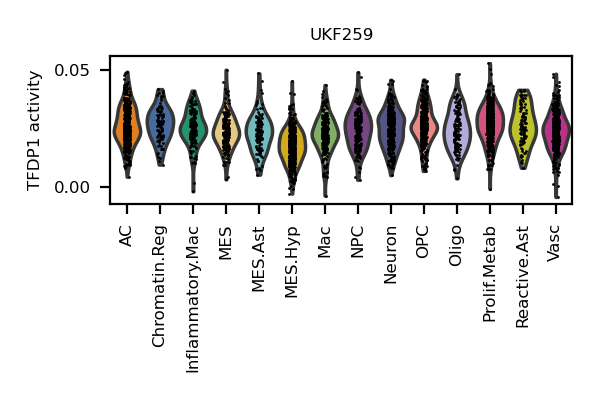 UKF259
TFDP1 activity
0.05
0.00
AC
Chromatin.Reg
Inflammatory.Mac
MES
MES.Ast
MES.Hyp
Mac
NPC
Neuron
OPC
Oligo
Prolif.Metab
Reactive.Ast
Vasc